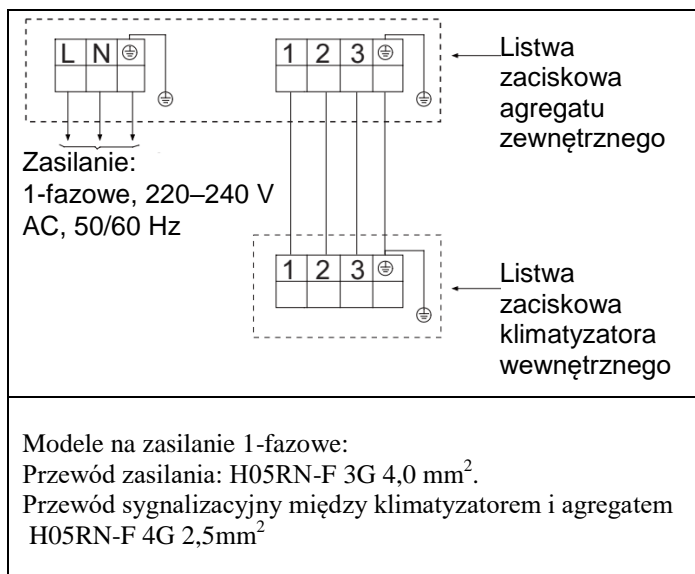 L N
1 2 3
Listwa
zaciskowa
agregatu
zewnętrznego
Zasilanie:
1-fazowe, 220–240 V
AC, 50/60 Hz
1 2 3
Listwa
zaciskowa
klimatyzatora
wewnętrznego
Modele na zasilanie 1-fazowe:
Przewód zasilania: H05RN-F 3G 4,0 mm².
Przewód sygnalizacyjny między klimatyzatorem i agregatem
H05RN-F 4G 2,5mm²